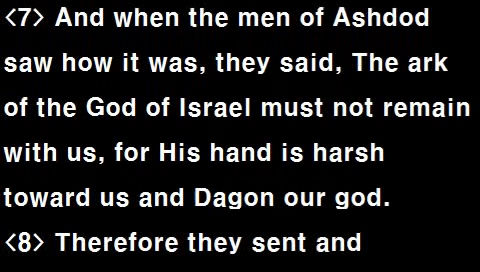 <7> And when the men of Ashdod
saw how it was, they said, The ark
of the God of Israel must not remain
with us, for His hand is harsh
toward us and Dagon our god.
<8> Therefore they sent and